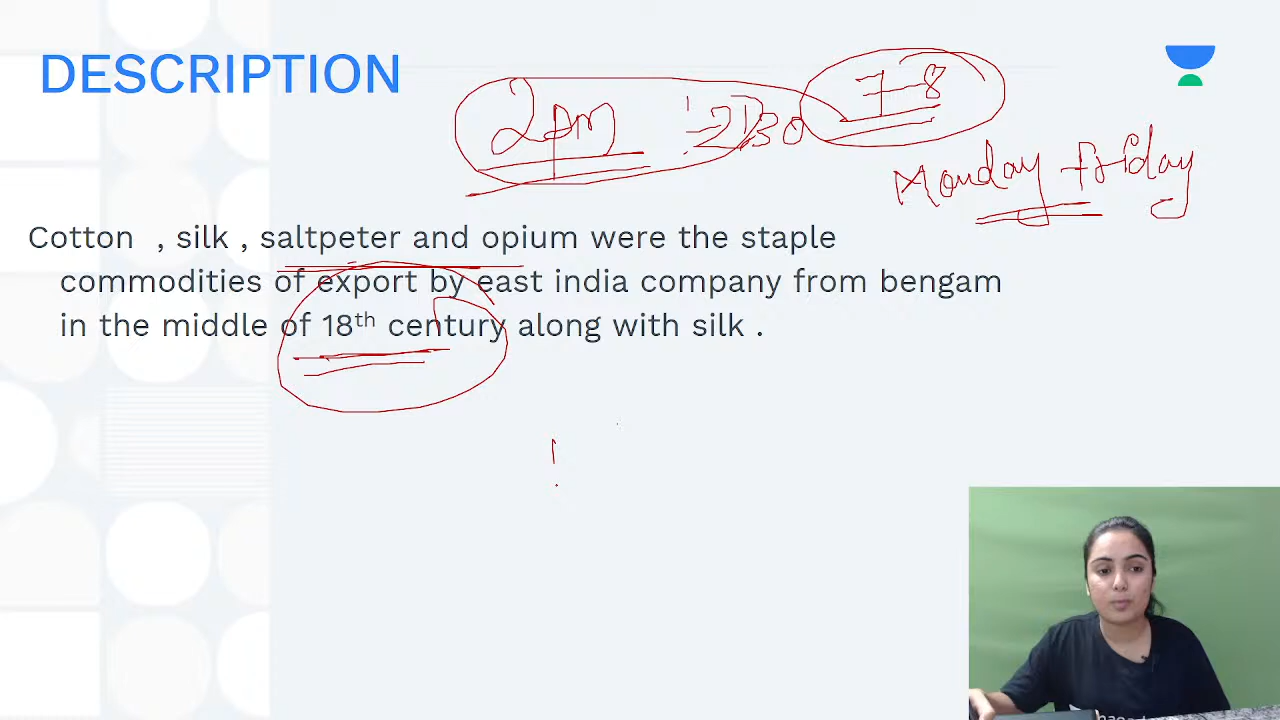 DESCRIPTION
7-8
2pm :-2:30
Monday friday
Cotton , silk , saltpeter and opium were the staple
commodities of export by east india company from bengam
in the middle of 18th century along with silk .